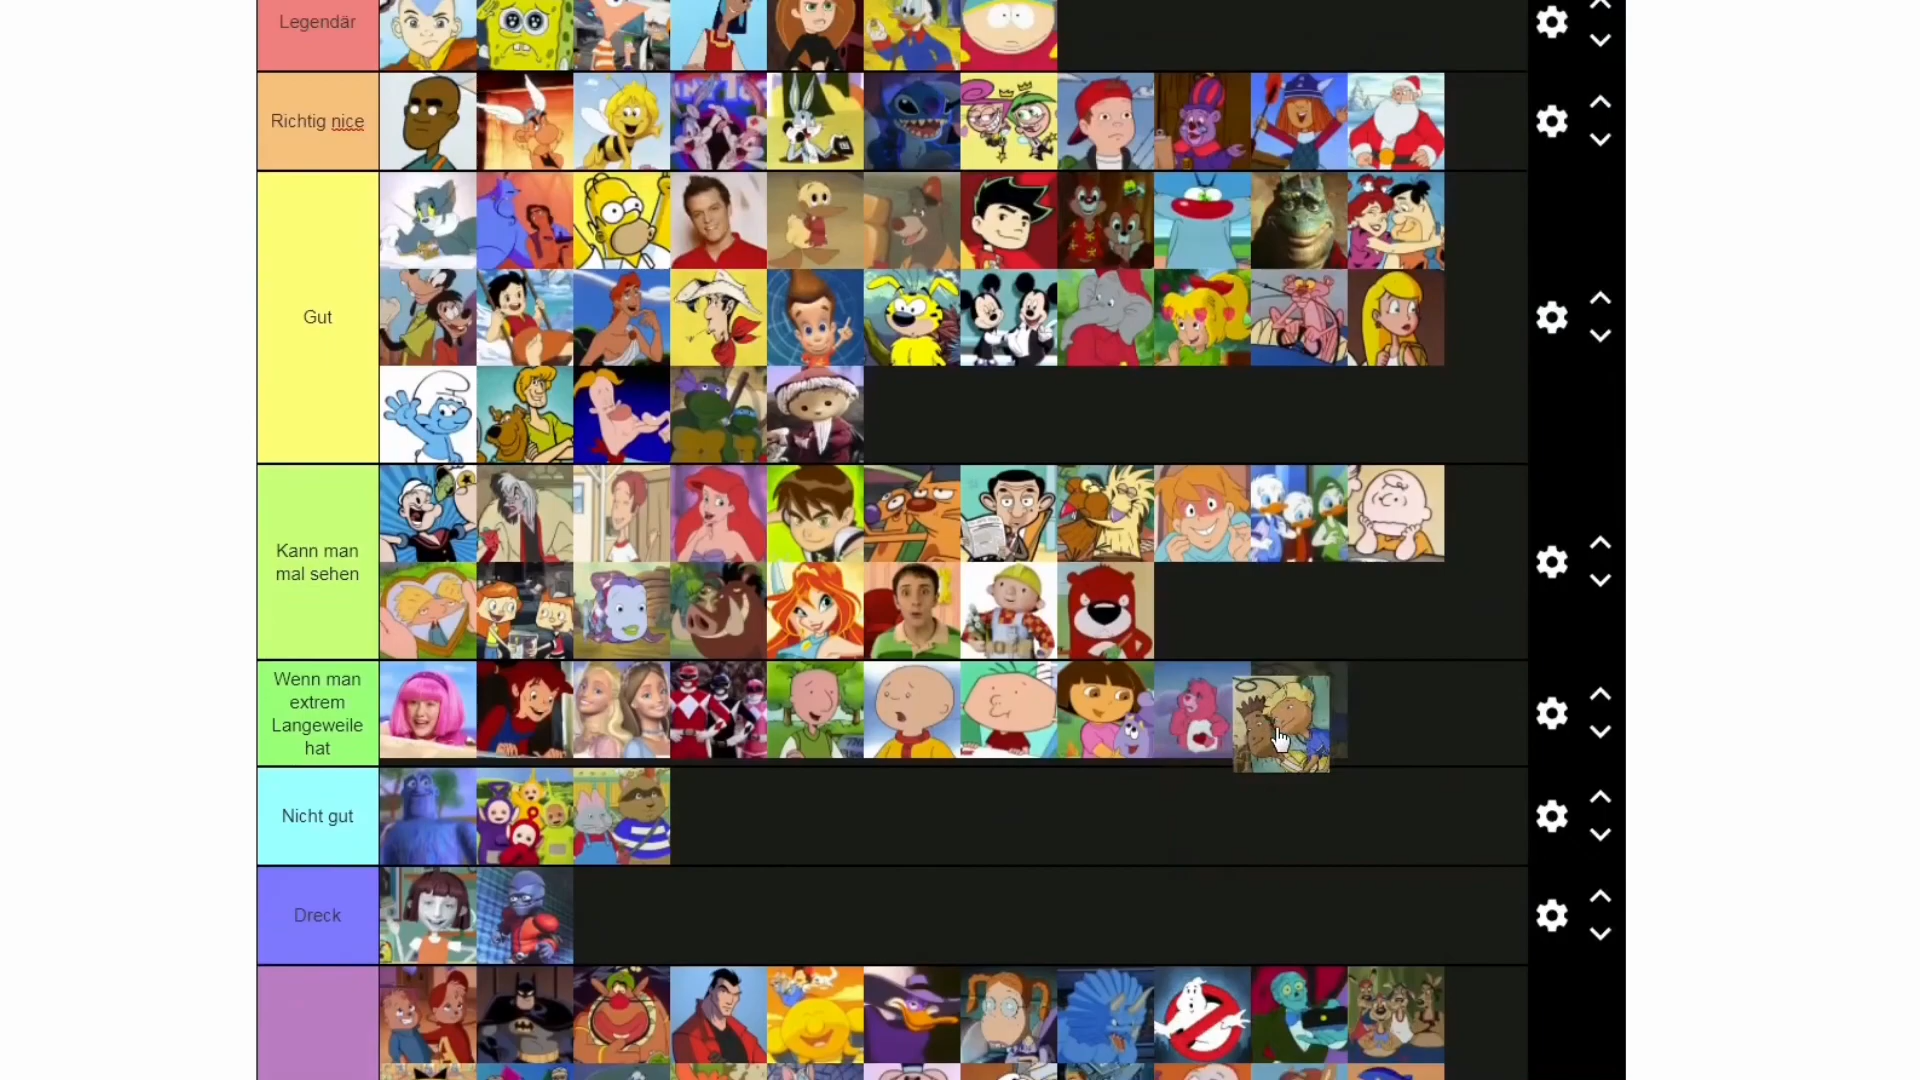 Legendär
Richtig nice
Gut
Kann man
mal sehen
Wenn man
extrem
Langeweile
hat
Nicht gut
Dreck